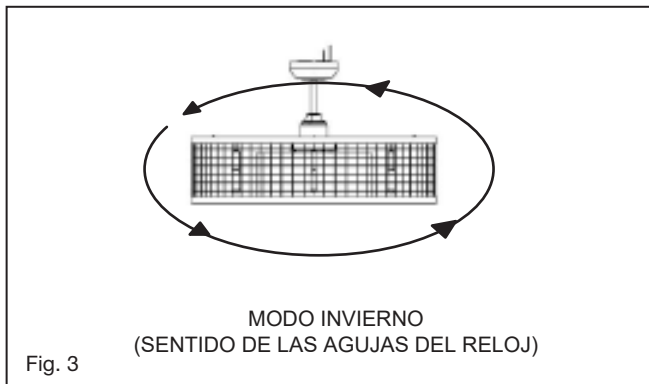 MODO INVIERNO
(SENTIDO DE LAS AGUJAS DEL RELOJ)
Fig. 3